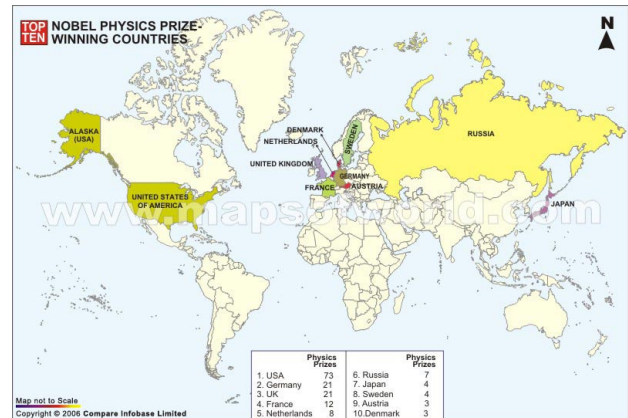 TOP TEN
NOBEL PHYSICS PRIZE-
WINNING COUNTRIES
N
ALASKA
(USA)
DENMARK
NETHERLANDS
SWEDEN
RUSSIA
UNITED KINGDOM
GERMANY
FRANCE
AUSTRIA
UNITED STATES
OF AMERICA
JAPAN
www.mapsofworld.com
Physics Prizes
1. USA 73
2. Germany 21
3. UK 21
4. France 12
5. Netherlands 8
Physics Prizes
6. Russia 7
7. Japan 4
8. Sweden 4
9. Austria 3
10.Denmark 3
Map not to Scale
Copyright © 2006 Compare Infobase Limited